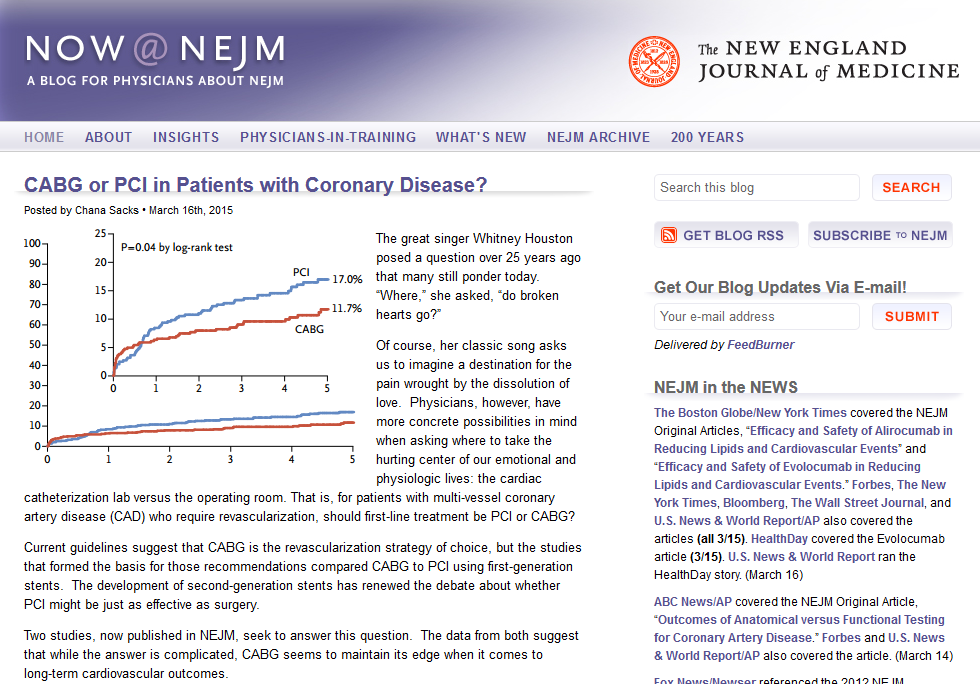 NOW@NEJM
A BLOG FOR PHYSICIANS ABOUT NEJM
The NEW ENGLAND
JOURNAL of MEDICINE
HOME ABOUT INSIGHTS PHYSICIANS-IN-TRAINING WHAT'S NEW NEJM ARCHIVE 200 YEARS
CABG or PCI in Patients with Coronary Disease?
Posted by Chana Sacks • March 16th, 2015
100
90
80
70
60
50
40
30
20
10
0
0 1 2 3 4 5
25
20
15
10
5
0
0 1 2 3 4 5
P=0.04 by log-rank test
PCI
17.0%
11.7%
CABG
The great singer Whitney Houston
posed a question over 25 years ago
that many still ponder today.
“Where,” she asked, “do broken
hearts go?”
Of course, her classic song asks
us to imagine a destination for the
pain wrought by the dissolution of
love. Physicians, however, have
more concrete possibilities in mind
when asking where to take the
hurting center of our emotional and
physiologic lives: the cardiac
catheterization lab versus the operating room. That is, for patients with multi-vessel coronary
artery disease (CAD) who require revascularization, should first-line treatment be PCI or CABG?
Current guidelines suggest that CABG is the revascularization strategy of choice, but the studies
that formed the basis for those recommendations compared CABG to PCI using first-generation
stents. The development of second-generation stents has renewed the debate about whether
PCI might be just as effective as surgery.
Two studies, now published in NEJM, seek to answer this question. The data from both suggest
that while the answer is complicated, CABG seems to maintain its edge when it comes to
long-term cardiovascular outcomes.
Search this blog
SEARCH
GET BLOG RSS
SUBSCRIBE TO NEJM
Get Our Blog Updates Via E-mail!
Your e-mail address
SUBMIT
Delivered by FeedBurner
NEJM in the NEWS
The Boston Globe/New York Times covered the NEJM
Original Articles, “Efficacy and Safety of Alirocumab in
Reducing Lipids and Cardiovascular Events” and
“Efficacy and Safety of Evolocumab in Reducing
Lipids and Cardiovascular Events.” Forbes, The New
York Times, Bloomberg, The Wall Street Journal, and
U.S. News & World Report/AP also covered the
articles (all 3/15). HealthDay covered the Evolocumab
article (3/15). U.S. News & World Report ran the
HealthDay story. (March 16)
ABC News/AP covered the NEJM Original Article,
“Outcomes of Anatomical versus Functional Testing
for Coronary Artery Disease.” Forbes and U.S. News
& World Report/AP also covered the article. (March 14)
Fox News/Newser referenced the 2012 NEJM